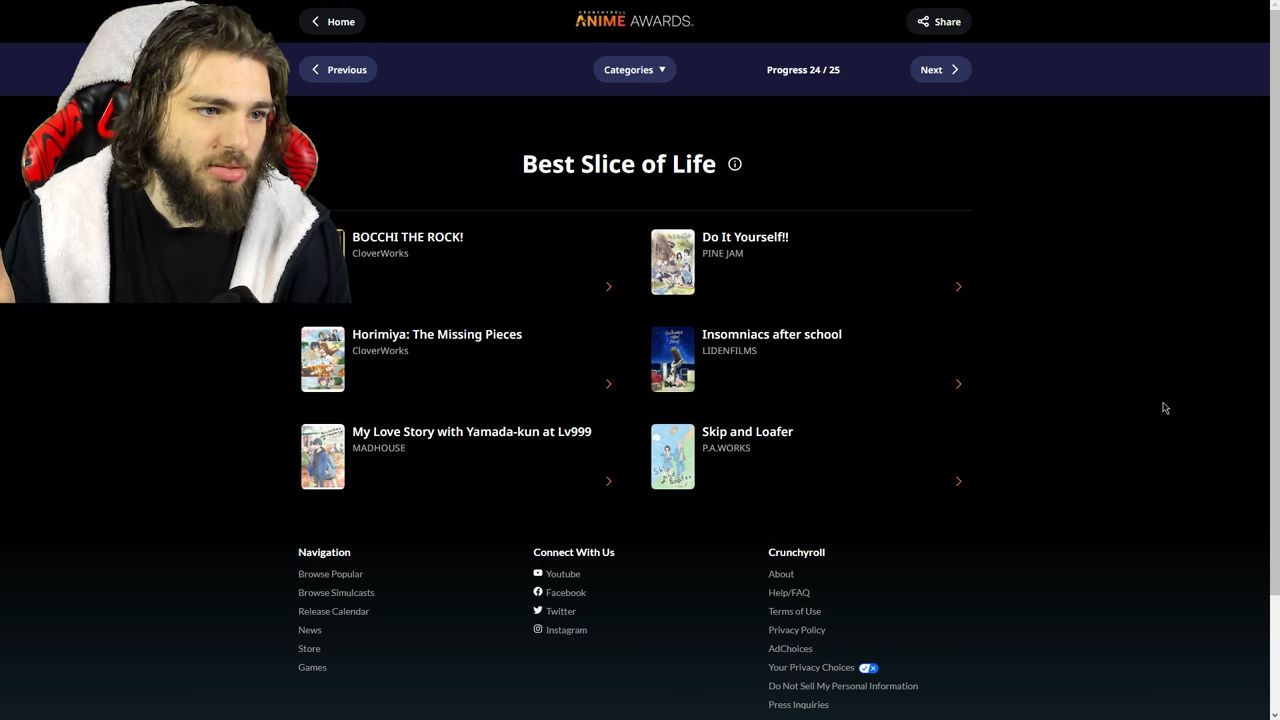 Home
CRUNCHYROLL
ANIME AWARDS
Share
Previous
Categories ▼
Progress 24 / 25
Next
Best Slice of Life
BOCCHI THE ROCK!
CloverWorks
Do It Yourself!!
PINE JAM
Horimiya: The Missing Pieces
CloverWorks
Insomniacs after school
LIDENFILMS
My Love Story with Yamada-kun at Lv999
MADHOUSE
Skip and Loafer
P.A.WORKS
Navigation
Browse Popular
Browse Simulcasts
Release Calendar
News
Store
Games
Connect With Us
Youtube
Facebook
Twitter
Instagram
Crunchyroll
About
Help/FAQ
Terms of Use
Privacy Policy
AdChoices
Your Privacy Choices
Do Not Sell My Personal Information
Press Inquiries